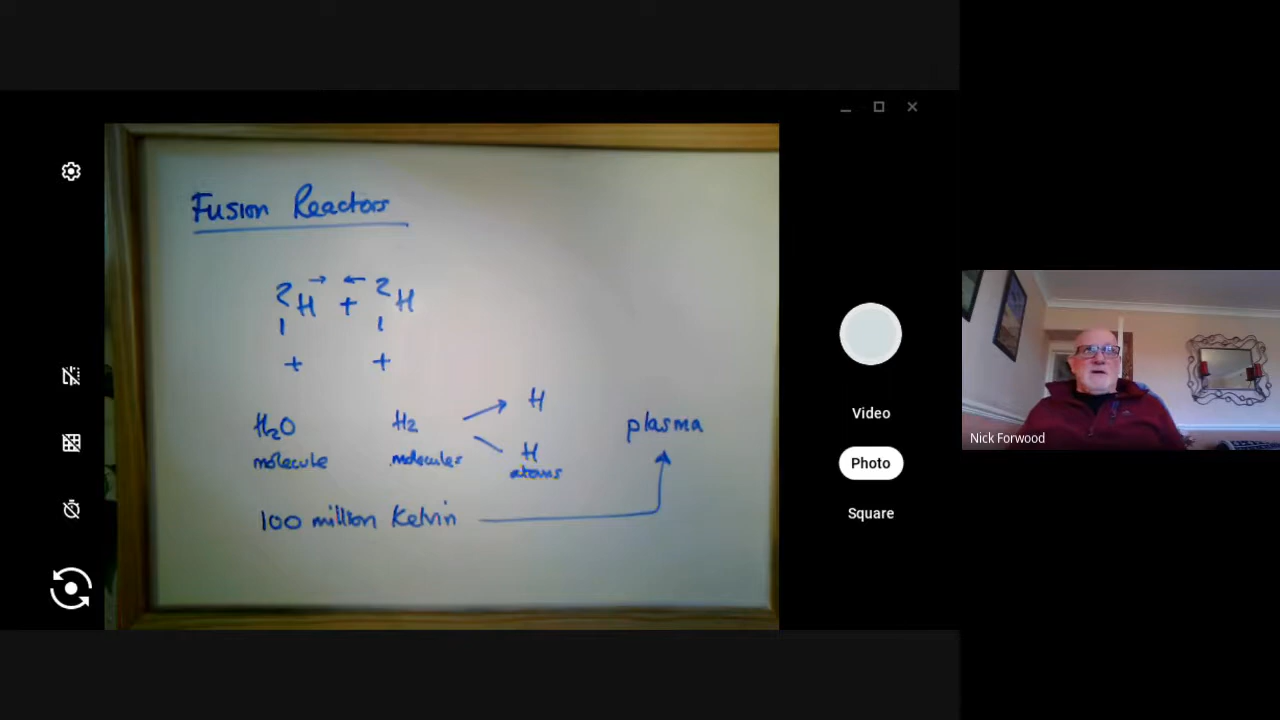 Fusion Reactors
2 → ← 2
H + H
1 1
+ +
H
H2O H2 plasma
molecule molecules H
atoms
100 million Kelvin
Video
Photo
Square
Nick Forwood